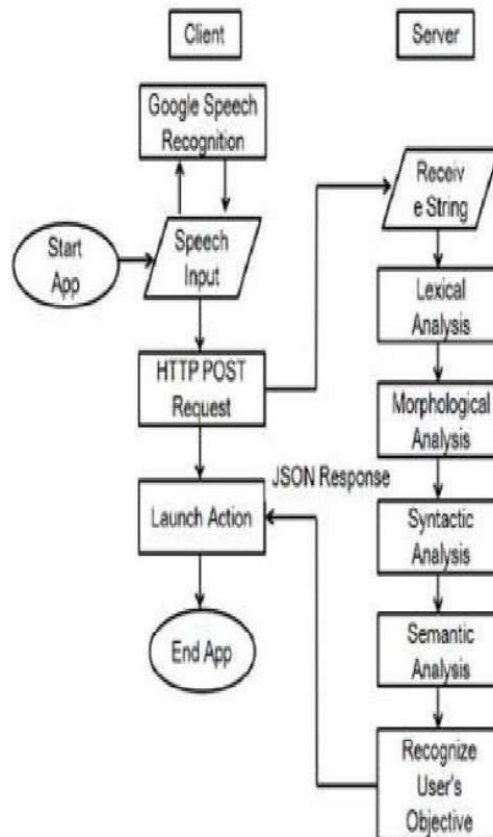 Client
Server
Google Speech
Recognition
Receiv
e String
Start
App
Speech
Input
Lexical
Analysis
HTTP POST
Request
Morphological
Analysis
JSON Response
Launch Action
Syntactic
Analysis
End App
Semantic
Analysis
Recognize
User's
Objective